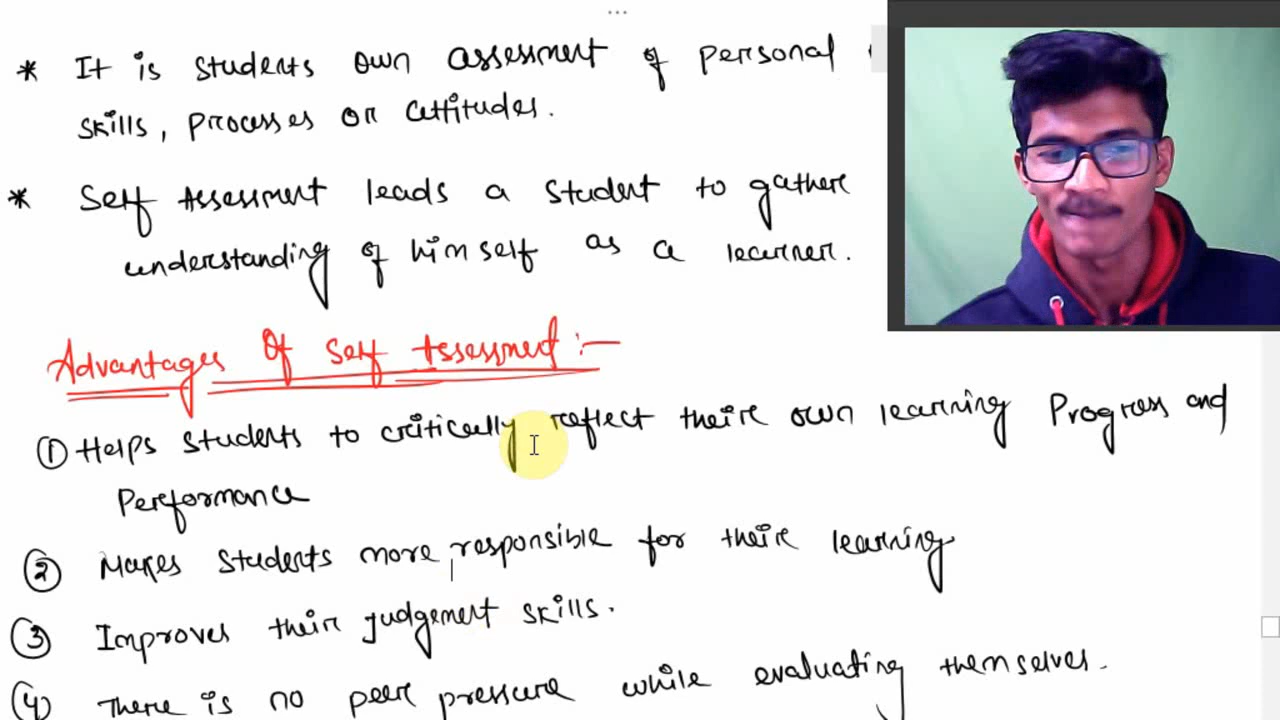 * It is students own assessment of personal
skills, processes or attitudes.
* Self Assessment leads a student to gather
understanding of himself as a learner.
Advantages Of Self Assessment :-
① Helps students to critically reflect their own learning Progress and
Performance
② Makes students more responsible for their learning
③ Improves their judgement skills.
④ There is no peer pressure while evaluating themselves.